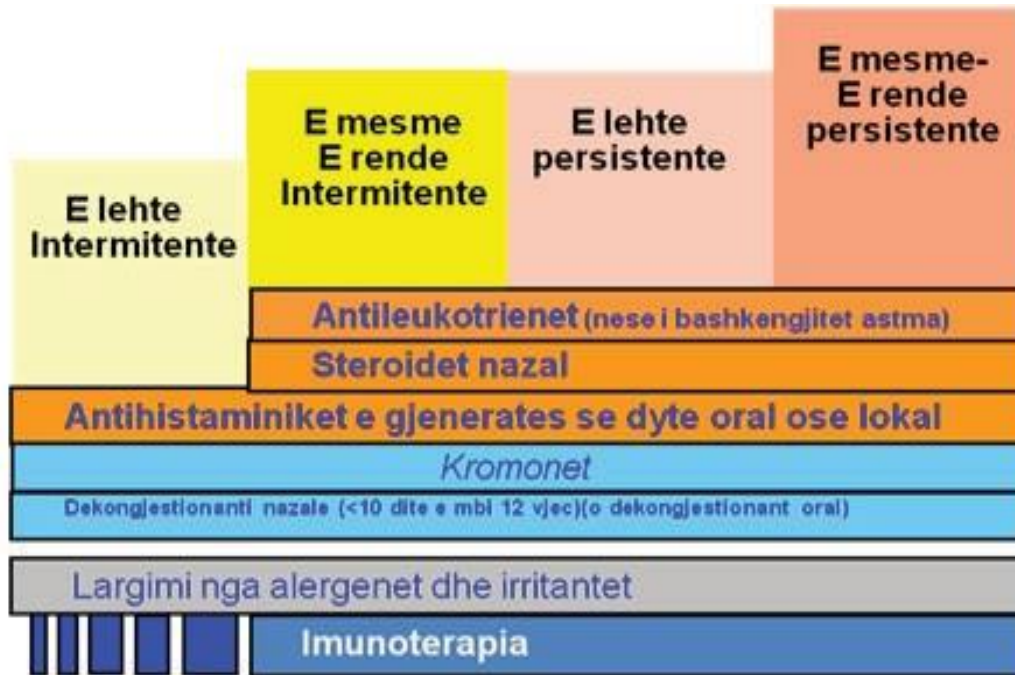 E lehte
Intermitente
E mesme
E rende
Intermitente
E lehte
persistente
E mesme-
E rende
persistente
Antileukotrienet (nese i bashkengjitet astma)
Steroidet nazal
Antihistaminiket e gjenerates se dyte oral ose lokal
Kromonet
Dekongjestionanti nazale (<10 dite e mbi 12 vjec)(o dekongjestionant oral)
Largimi nga alergenet dhe irritantet
Imunoterapia